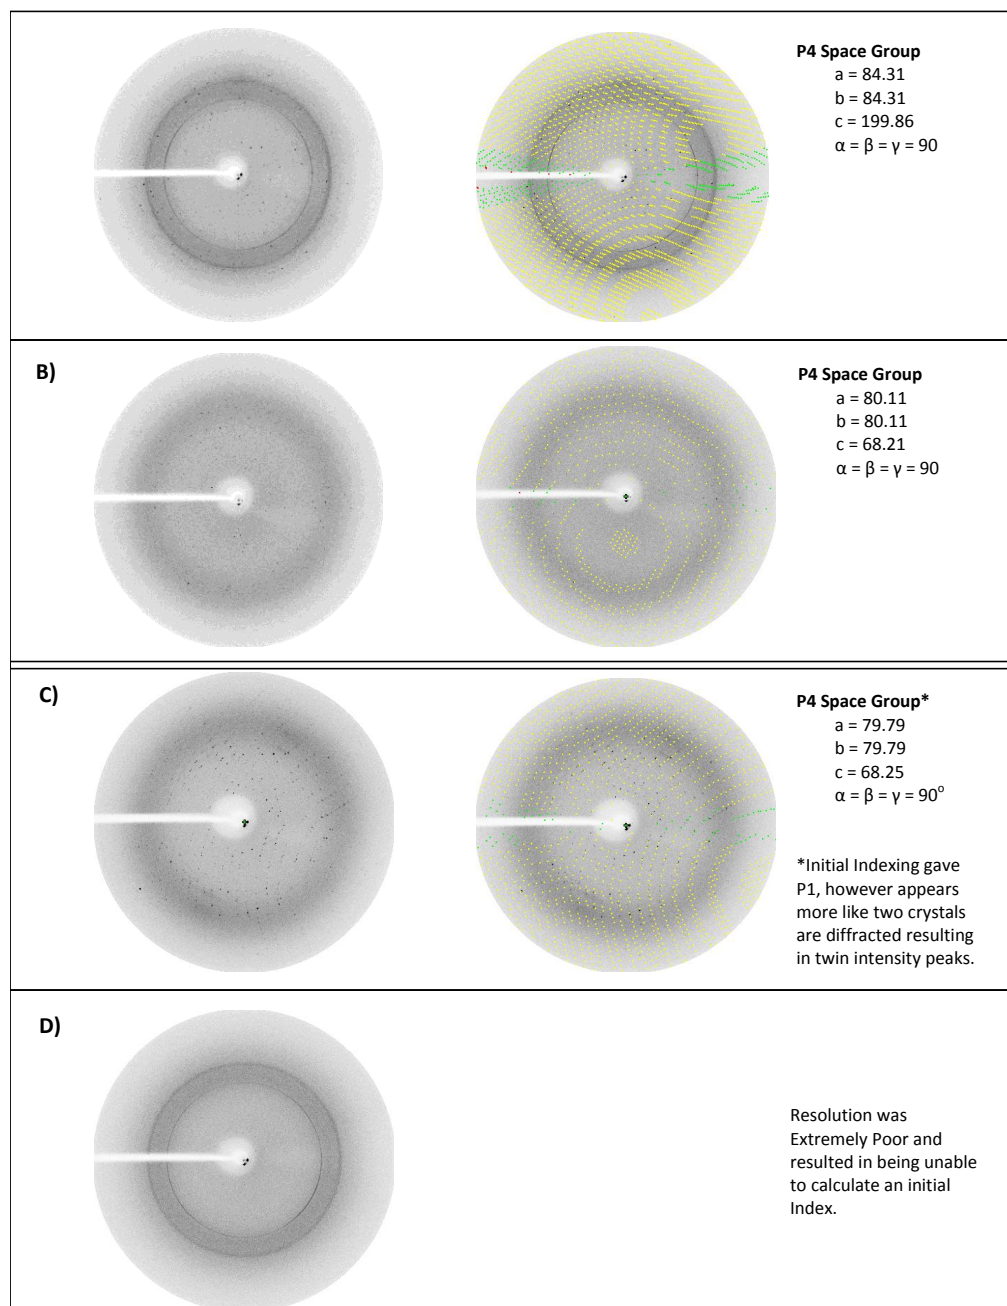 P4 Space Group
a = 84.31
b = 84.31
c = 199.86
α = β = γ = 90
B)
P4 Space Group
a = 80.11
b = 80.11
c = 68.21
α = β = γ = 90
C)
P4 Space Group*
a = 79.79
b = 79.79
c = 68.25
α = β = γ = 90°
*Initial Indexing gave
P1, however appears
more like two crystals
are diffracted resulting
in twin intensity peaks.
D)
Resolution was
Extremely Poor and
resulted in being unable
to calculate an initial
Index.